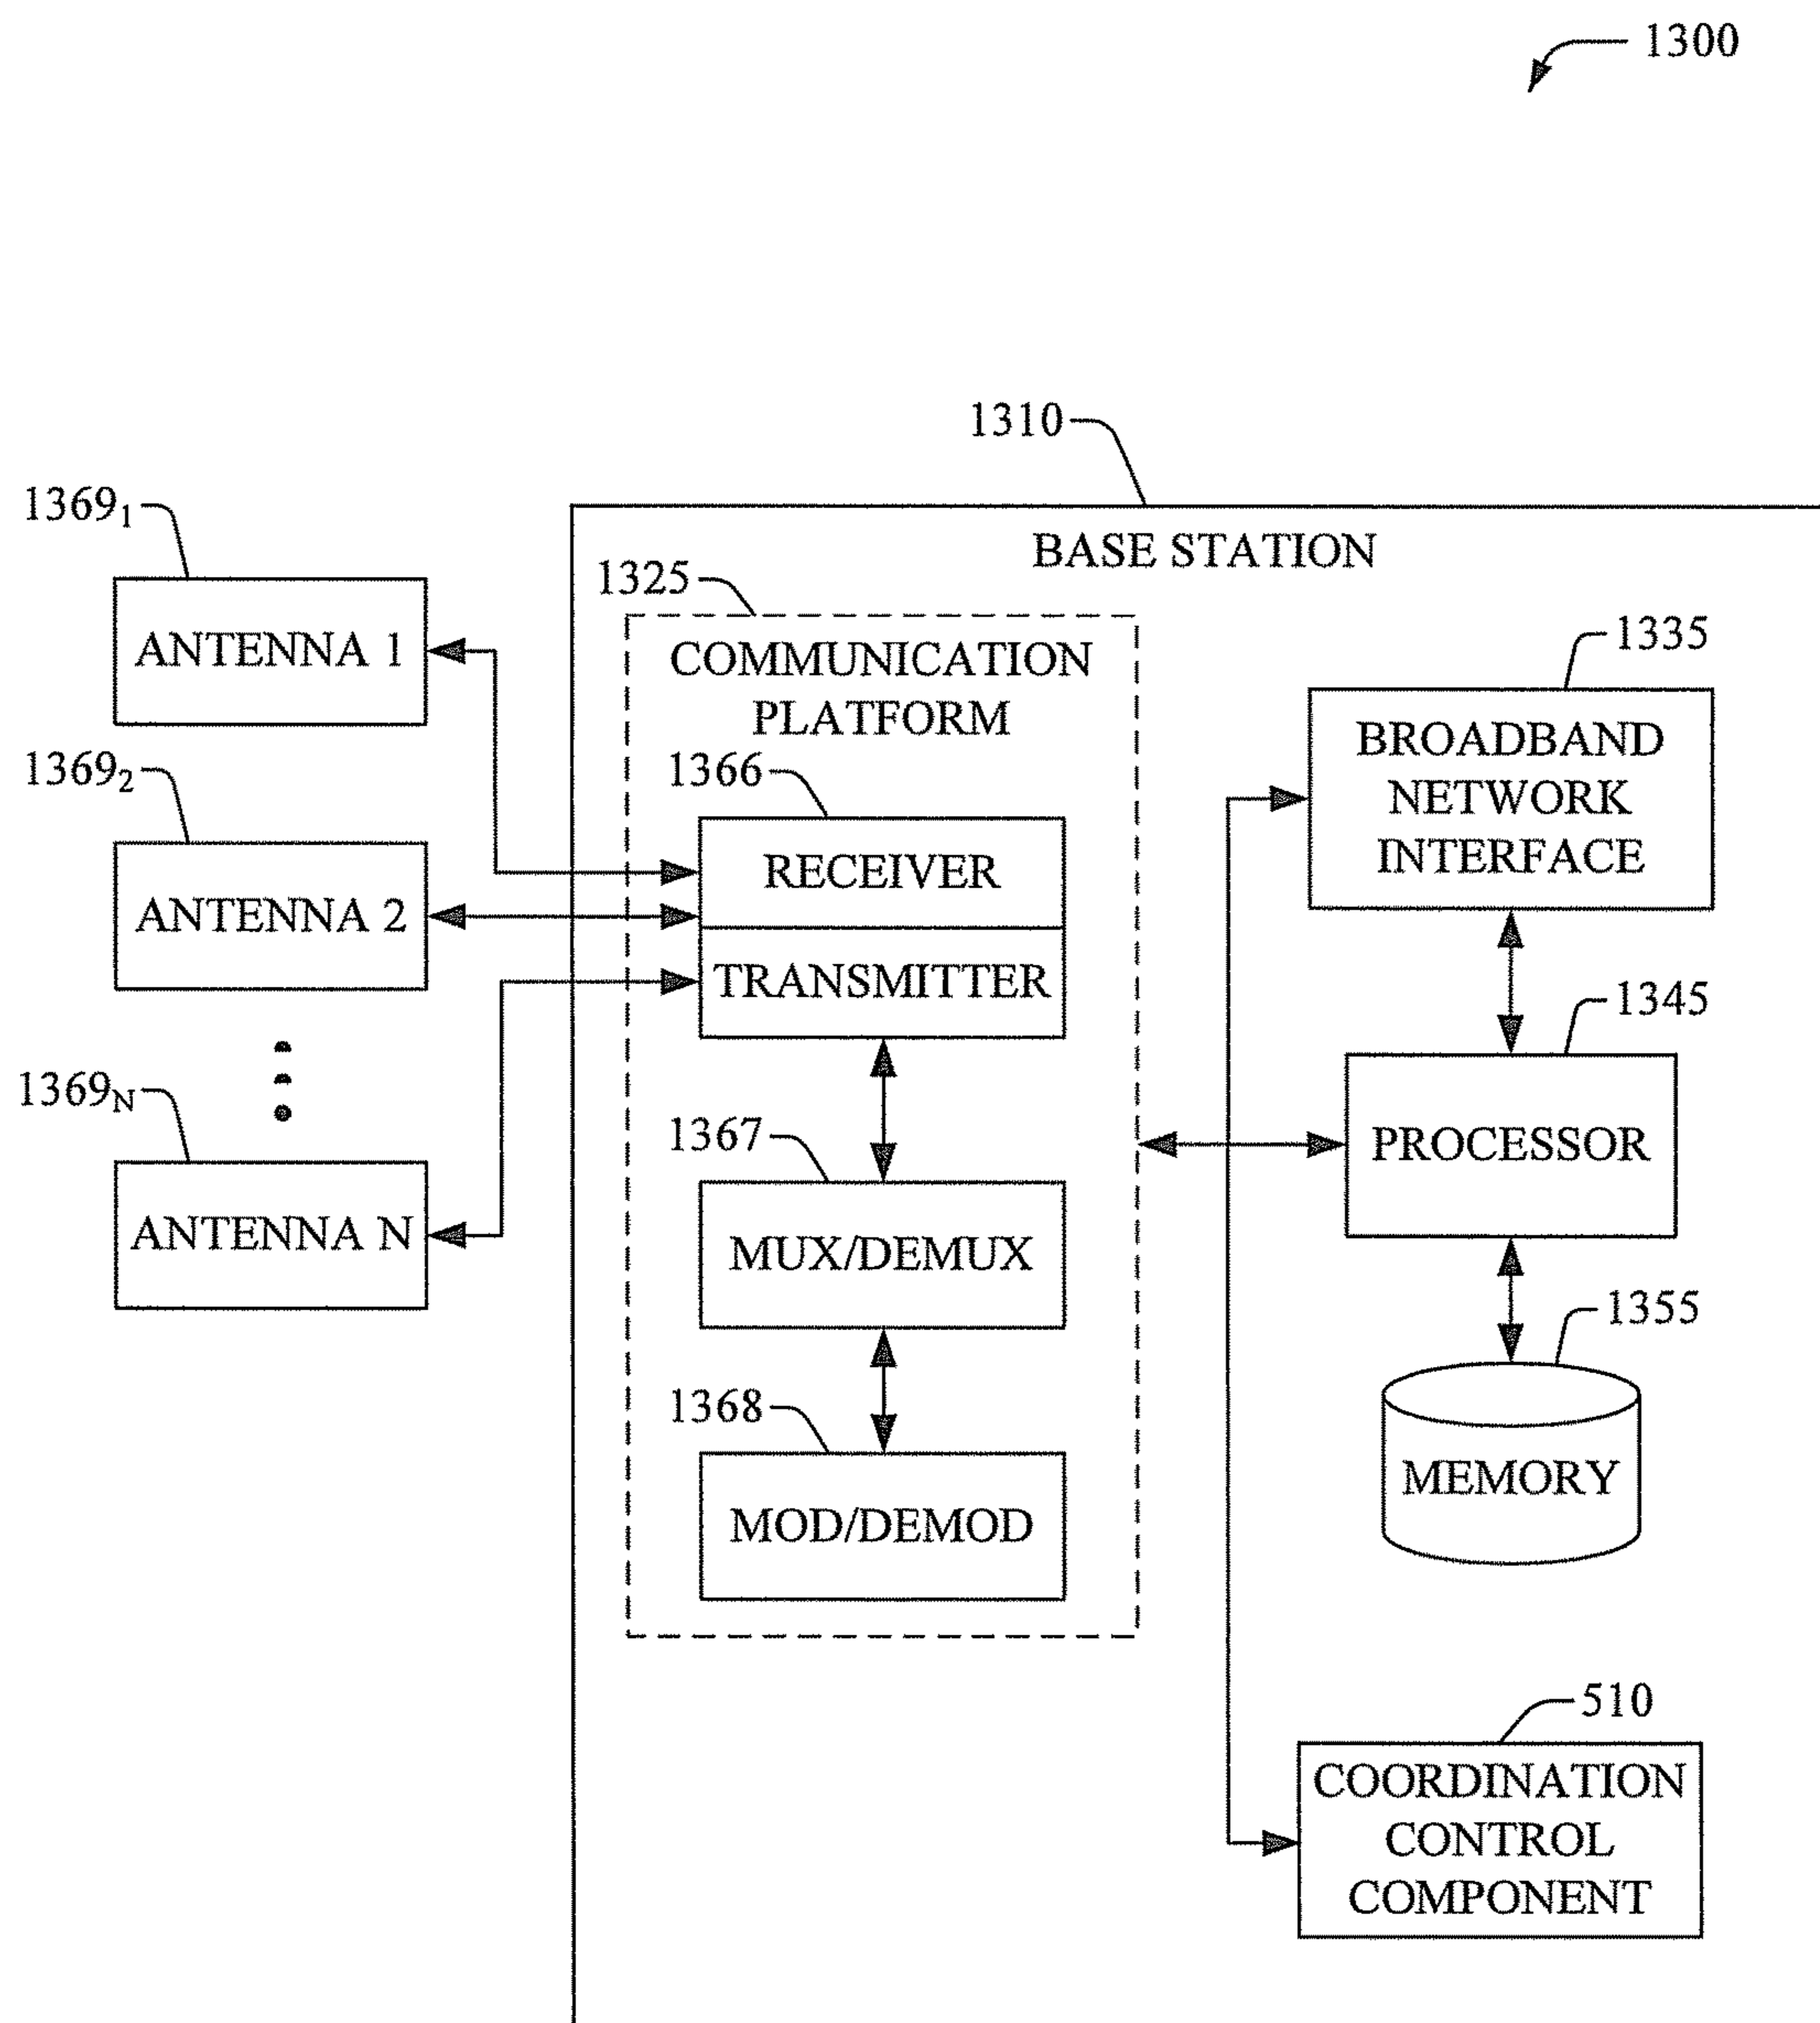 1300
1310
BASE STATION
1369₁
ANTENNA 1
1369₂
ANTENNA 2
1369N
ANTENNA N
1325
COMMUNICATION
PLATFORM
1366
RECEIVER
TRANSMITTER
1367
MUX/DEMUX
1368
MOD/DEMOD
1335
BROADBAND
NETWORK
INTERFACE
1345
PROCESSOR
1355
MEMORY
510
COORDINATION
CONTROL
COMPONENT